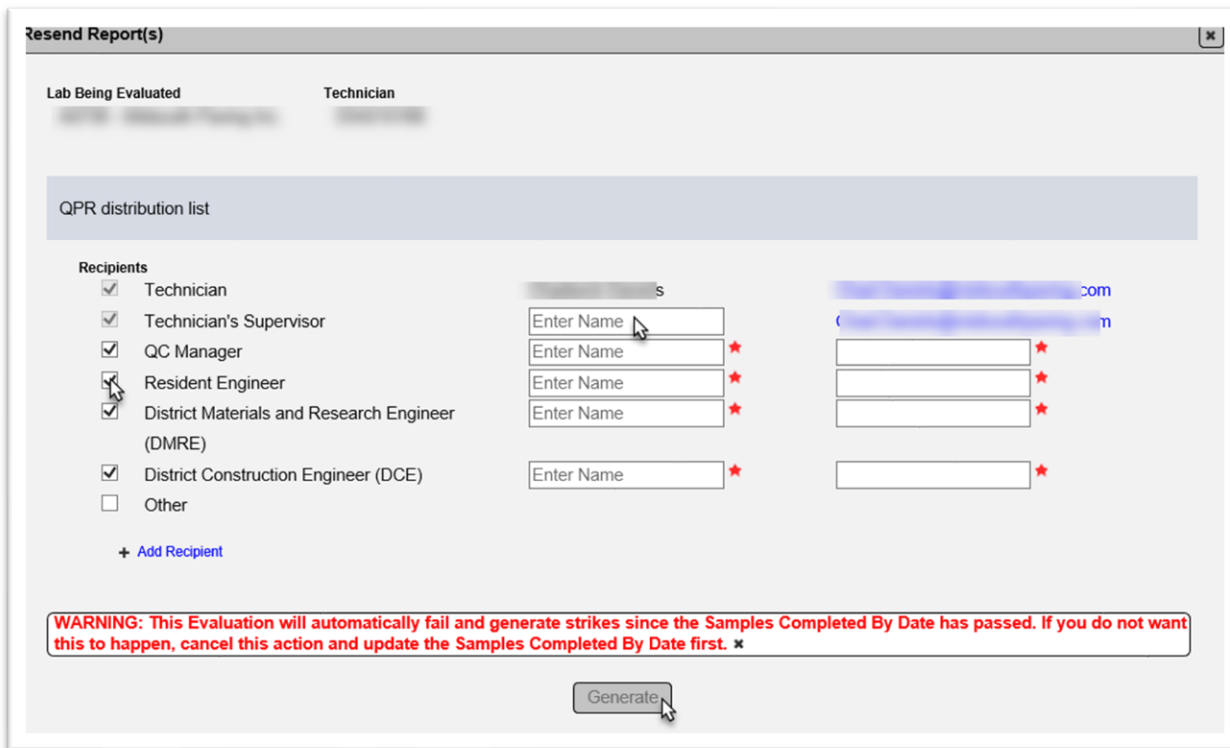 Resend Report(s)
Lab Being Evaluated Technician
QPR distribution list
Recipients
Technician s com
Technician's Supervisor Enter Name m
QC Manager Enter Name
Resident Engineer Enter Name
District Materials and Research Engineer Enter Name
(DMRE)
District Construction Engineer (DCE) Enter Name
Other
+ Add Recipient
WARNING: This Evaluation will automatically fail and generate strikes since the Samples Completed By Date has passed. If you do not want
this to happen, cancel this action and update the Samples Completed By Date first.
Generate